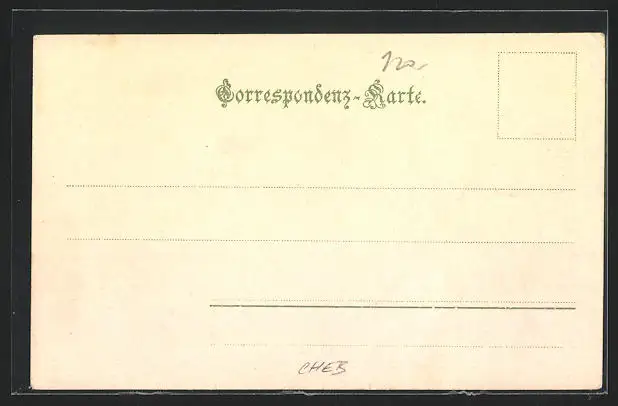 120,-
Correspondenz-Karte.
CHEB